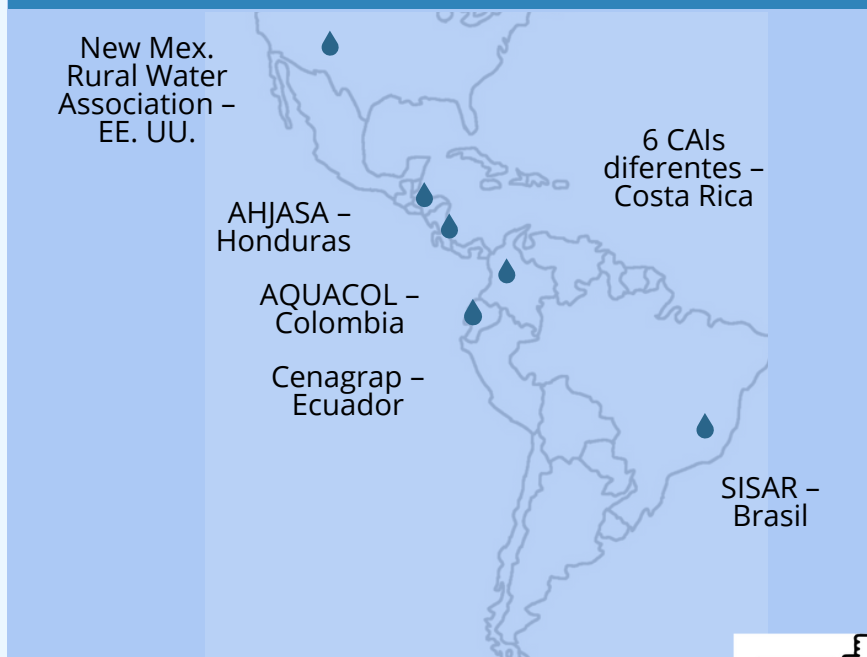 New Mex.
Rural Water
Association –
EE. UU.
6 CAIs
diferentes –
Costa Rica
AHJASA –
Honduras
AQUACOL –
Colombia
Cenagrap –
Ecuador
SISAR –
Brasil